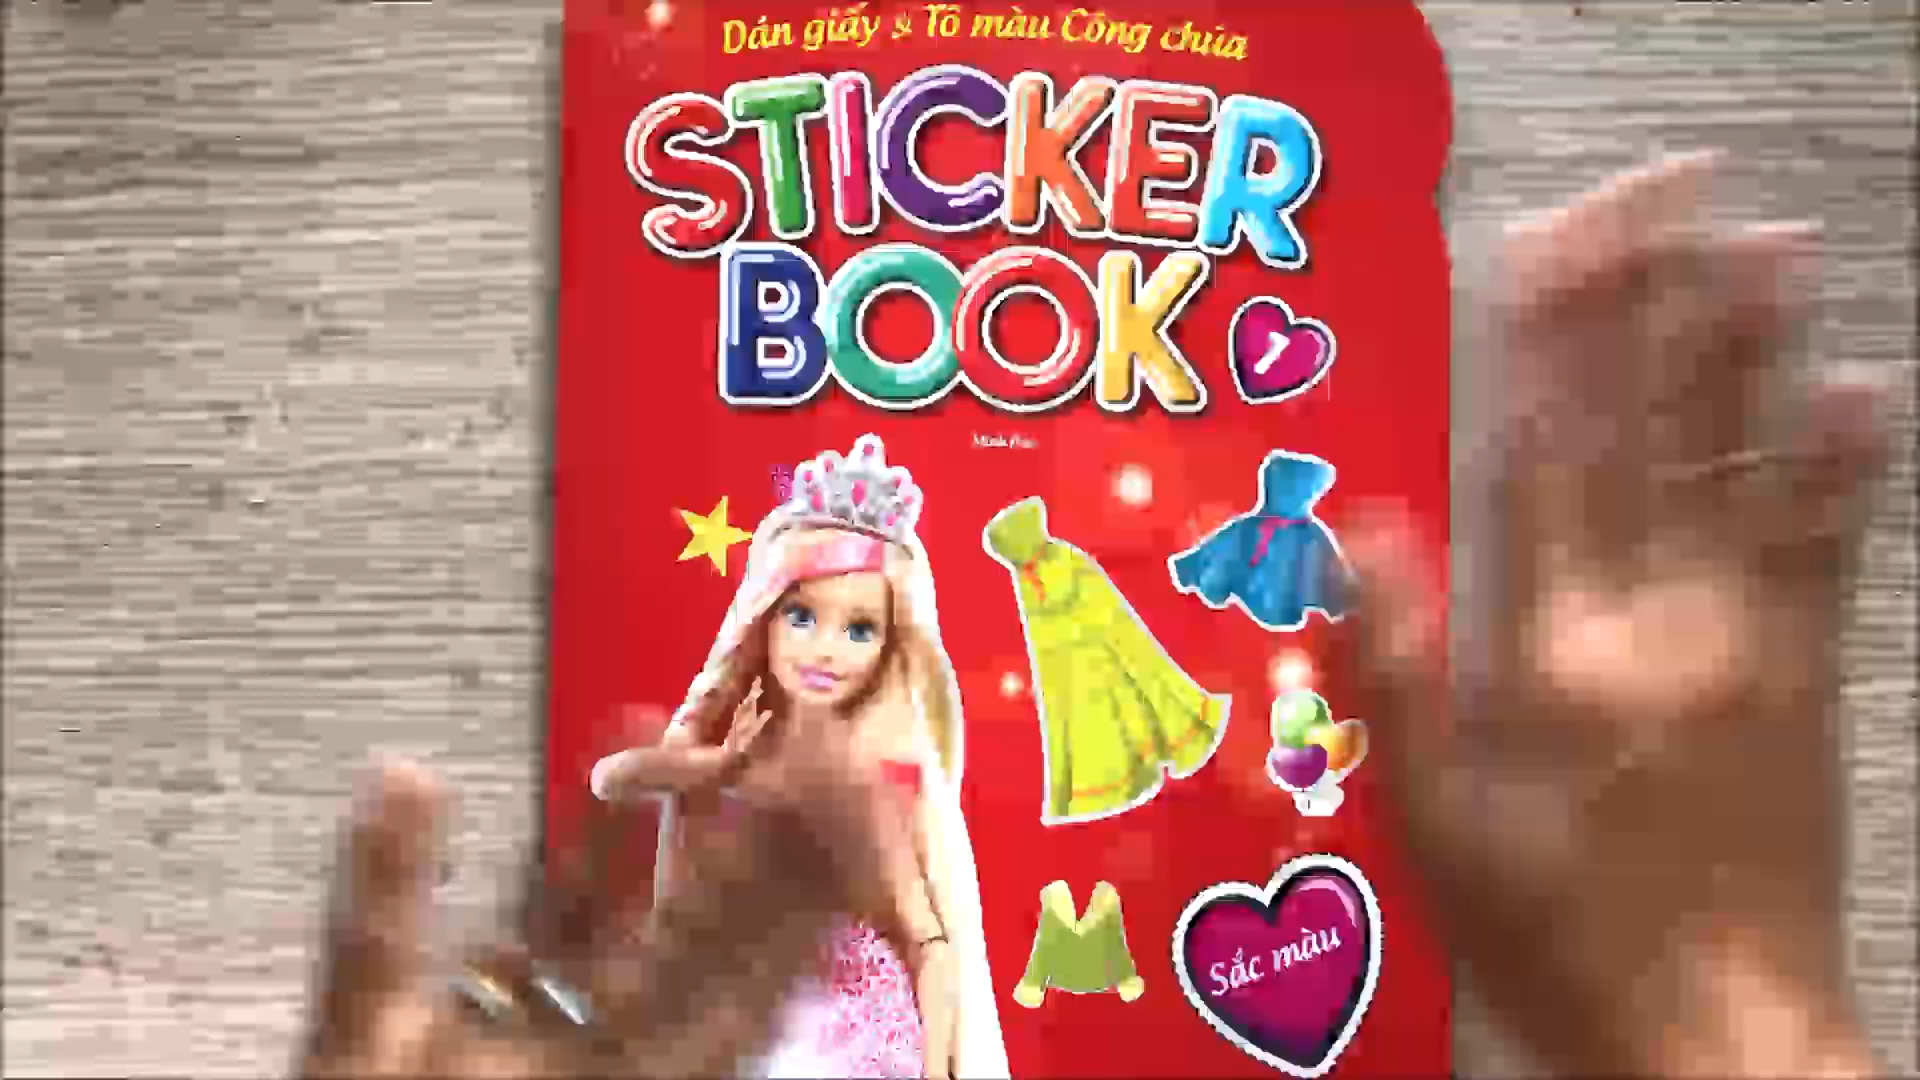 Dán giấy & Tô màu Công chúa
STICKER
BOOK
7
Sắc màu